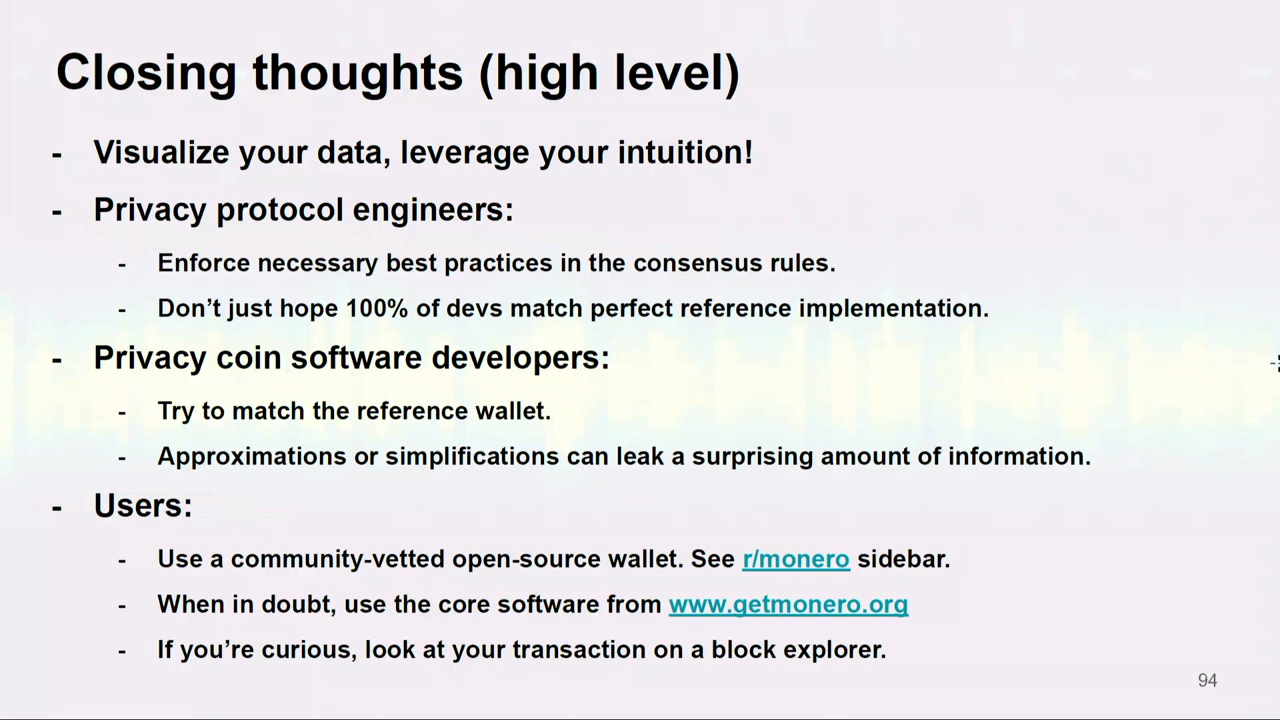 Closing thoughts (high level)
- Visualize your data, leverage your intuition!
- Privacy protocol engineers:
- Enforce necessary best practices in the consensus rules.
- Don’t just hope 100% of devs match perfect reference implementation.
- Privacy coin software developers:
- Try to match the reference wallet.
- Approximations or simplifications can leak a surprising amount of information.
- Users:
- Use a community-vetted open-source wallet. See r/monero sidebar.
- When in doubt, use the core software from www.getmonero.org
- If you’re curious, look at your transaction on a block explorer.
94